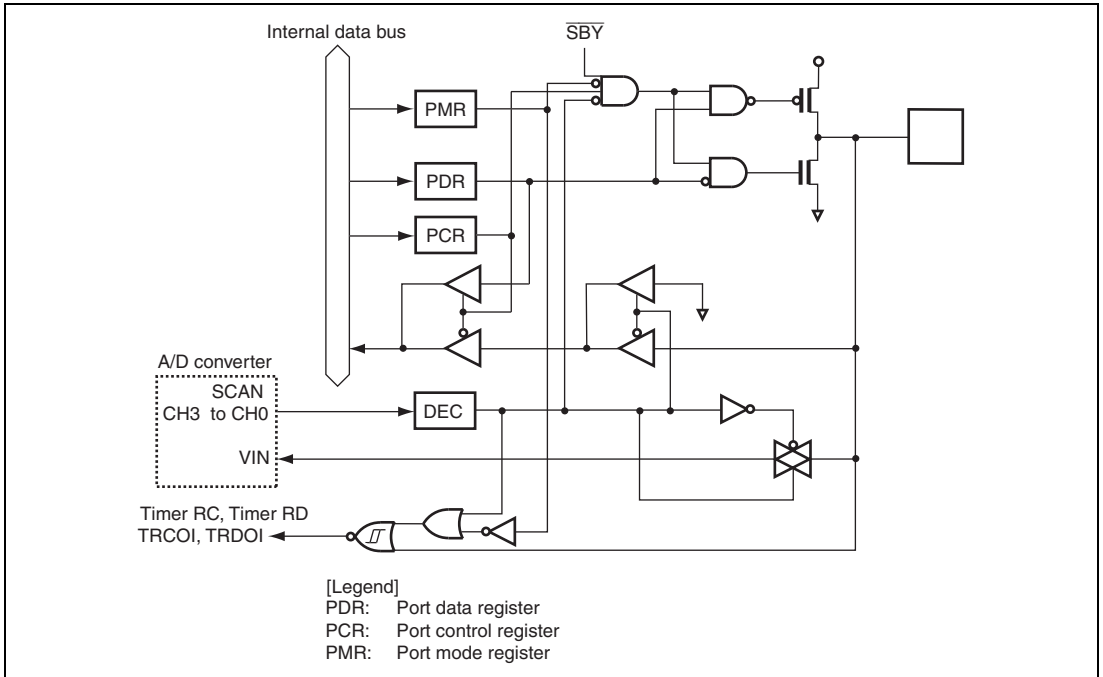 Internal data bus
SBY
PMR
PDR
PCR
A/D converter
SCAN
CH3 to CH0
DEC
VIN
Timer RC, Timer RD
TRCOI, TRDOI
[Legend]
PDR: Port data register
PCR: Port control register
PMR: Port mode register